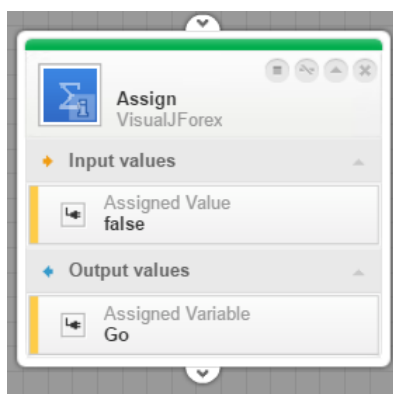 Assign
VisualJForex
Input values
Assigned Value
false
Output values
Assigned Variable
Go